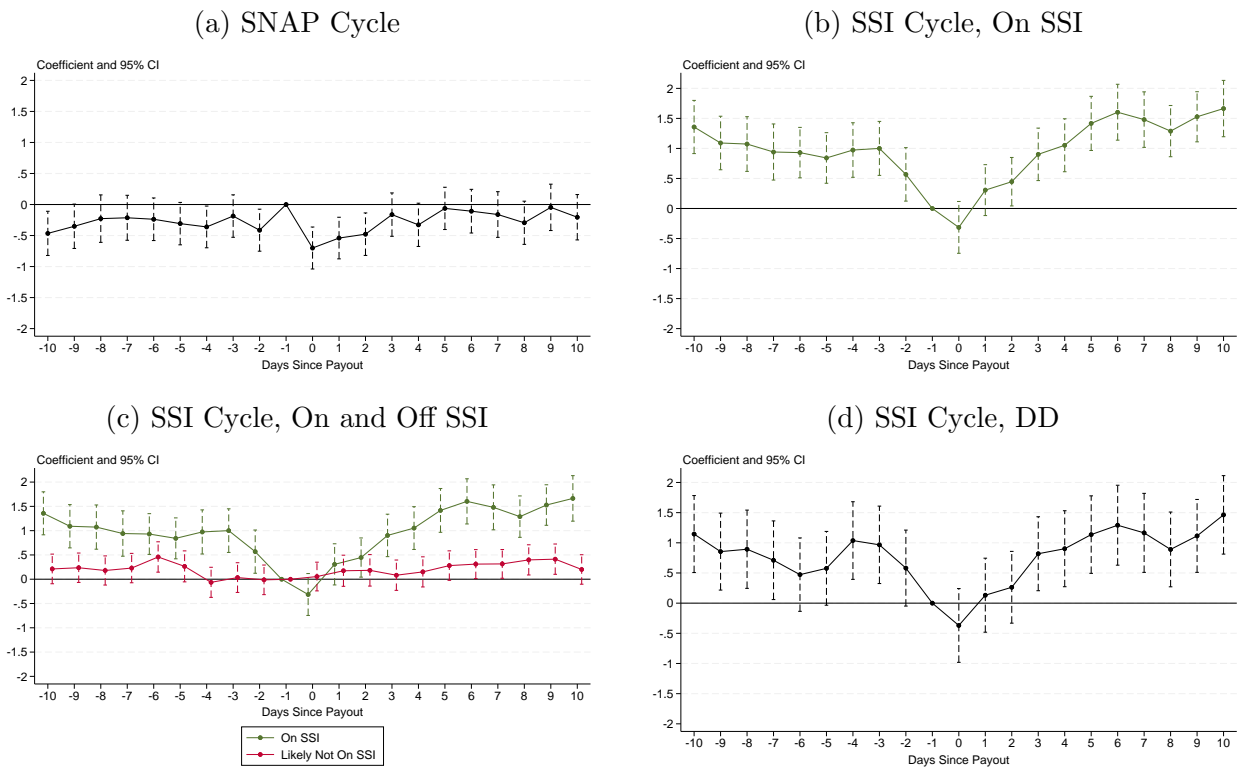 (a) SNAP Cycle
Coefficient and 95% CI
2
1.5
1
.5
0
-.5
-1
-1.5
-2
-10 -9 -8 -7 -6 -5 -4 -3 -2 -1 0 1 2 3 4 5 6 7 8 9 10
Days Since Payout
(b) SSI Cycle, On SSI
Coefficient and 95% CI
2
1.5
1
.5
0
-.5
-1
-1.5
-2
-10 -9 -8 -7 -6 -5 -4 -3 -2 -1 0 1 2 3 4 5 6 7 8 9 10
Days Since Payout
(c) SSI Cycle, On and Off SSI
Coefficient and 95% CI
2
1.5
1
.5
0
-.5
-1
-1.5
-2
-10 -9 -8 -7 -6 -5 -4 -3 -2 -1 0 1 2 3 4 5 6 7 8 9 10
Days Since Payout
On SSI
Likely Not On SSI
(d) SSI Cycle, DD
Coefficient and 95% CI
2
1.5
1
.5
0
-.5
-1
-1.5
-2
-10 -9 -8 -7 -6 -5 -4 -3 -2 -1 0 1 2 3 4 5 6 7 8 9 10
Days Since Payout